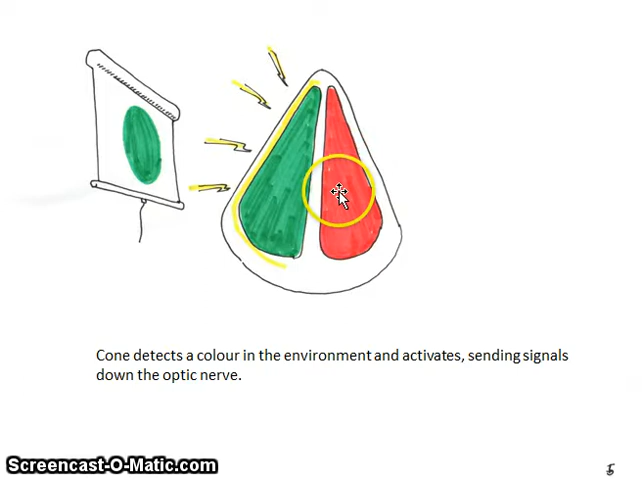 Cone detects a colour in the environment and activates, sending signals
down the optic nerve.
Screencast-O-Matic.com